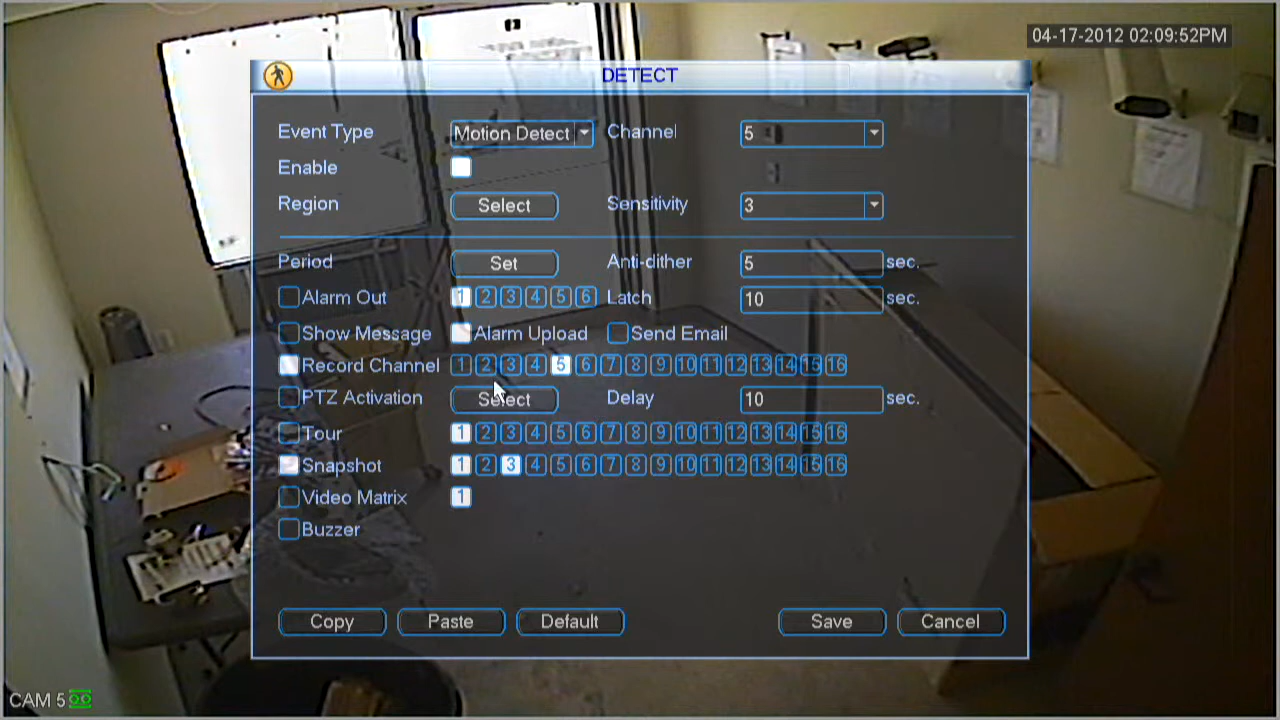 04-17-2012 02:09:52PM
DETECT
Event Type Motion Detect Channel 5
Enable
Region Select Sensitivity 3
Period Set Anti-dither 5 sec.
Alarm Out 1 2 3 4 5 6 Latch 10 sec.
Show Message Alarm Upload Send Email
Record Channel 1 2 3 4 5 6 7 8 9 10 11 12 13 14 15 16
PTZ Activation Select Delay 10 sec.
Tour 1 2 3 4 5 6 7 8 9 10 11 12 13 14 15 16
Snapshot 1 2 3 4 5 6 7 8 9 10 11 12 13 14 15 16
Video Matrix 1
Buzzer
Copy Paste Default Save Cancel
CAM 5